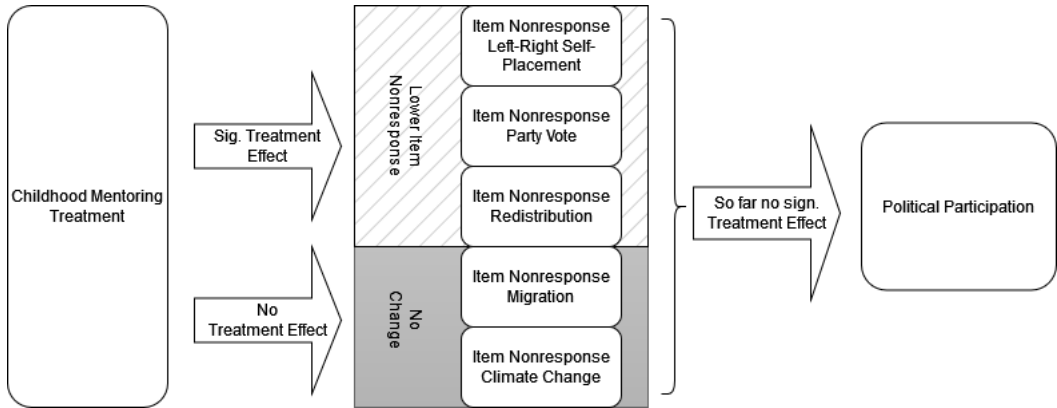 Childhood Mentoring
Treatment
Sig. Treatment
Effect
No
Treatment Effect
Lower Item
Nonresponse
No
Change
Item Nonresponse
Left-Right Self-
Placement
Item Nonresponse
Party Vote
Item Nonresponse
Redistribution
Item Nonresponse
Migration
Item Nonresponse
Climate Change
So far no sign.
Treatment Effect
Political Participation